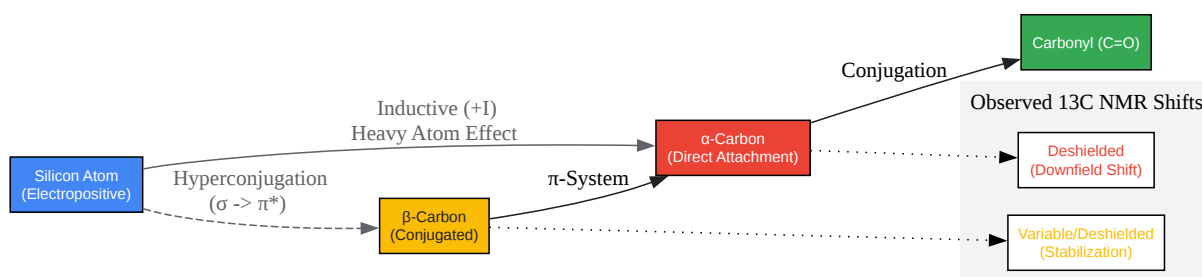 Silicon Atom
(Electropositive)
Inductive (+I)
Heavy Atom Effect
Hyperconjugation
(σ -> π*)
β-Carbon
(Conjugated)
π-System
α-Carbon
(Direct Attachment)
Conjugation
Carbonyl (C=O)
Observed 13C NMR Shifts
Deshielded
(Downfield Shift)
Variable/Deshielded
(Stabilization)